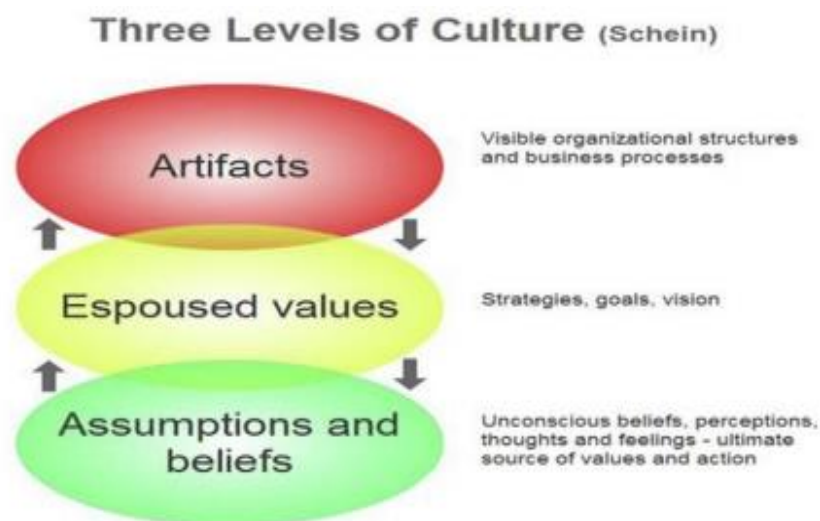 Three Levels of Culture (Schein)
Artifacts
Visible organizational structures
and business processes
Espoused values
Strategies, goals, vision
Assumptions and
beliefs
Unconscious beliefs, perceptions,
thoughts and feelings - ultimate
source of values and action